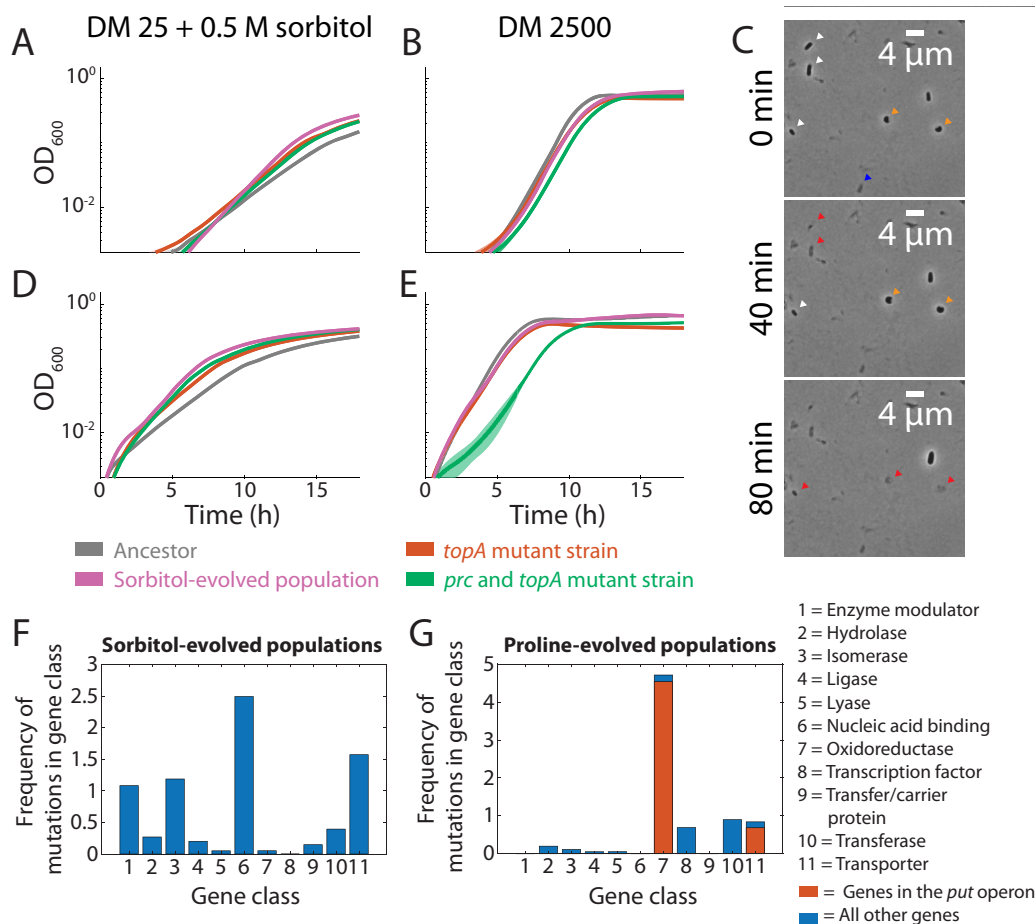 DM 25 + 0.5 M sorbitol
DM 2500
A
B
C
10⁰
10⁻²
OD₆₀₀
5
10
15
5
10
15
0 min
4 µm
40 min
4 µm
80 min
4 µm
D
E
10⁰
10⁻²
OD₆₀₀
0
5
10
15
Time (h)
0
5
10
15
Time (h)
Ancestor
Sorbitol-evolved population
topA mutant strain
prc and topA mutant strain
F
Sorbitol-evolved populations
Frequency of
mutations in gene class
3
2.5
2
1.5
1
0.5
0
1 2 3 4 5 6 7 8 9 1011
Gene class
G
Proline-evolved populations
Frequency of
mutations in gene class
5
4
3
2
1
0
1 2 3 4 5 6 7 8 9 10 11
Gene class
1 = Enzyme modulator
2 = Hydrolase
3 = Isomerase
4 = Ligase
5 = Lyase
6 = Nucleic acid binding
7 = Oxidoreductase
8 = Transcription factor
9 = Transfer/carrier
protein
10 = Transferase
11 = Transporter
= Genes in the put operon
= All other genes